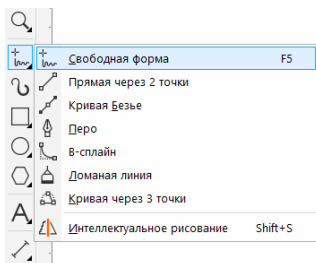 Свободная форма F5
Прямая через 2 точки
Кривая Безье
Перо
В-сплайн
Ломаная линия
Кривая через 3 точки
Интеллектуальное рисование Shift+S